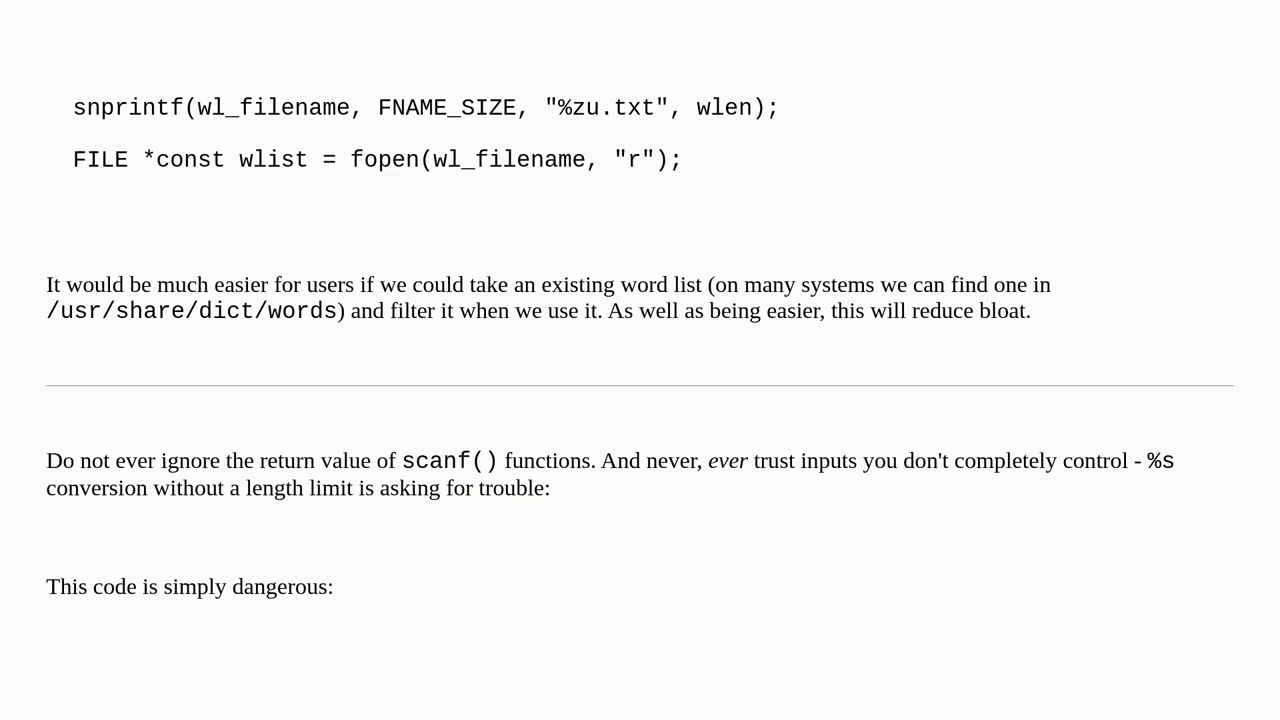 snprintf(wl_filename, FNAME_SIZE, "%zu.txt", wlen);
FILE *const wlist = fopen(wl_filename, "r");
It would be much easier for users if we could take an existing word list (on many systems we can find one in
/usr/share/dict/words) and filter it when we use it. As well as being easier, this will reduce bloat.
Do not ever ignore the return value of scanf() functions. And never, ever trust inputs you don't completely control - %s
conversion without a length limit is asking for trouble:
This code is simply dangerous: